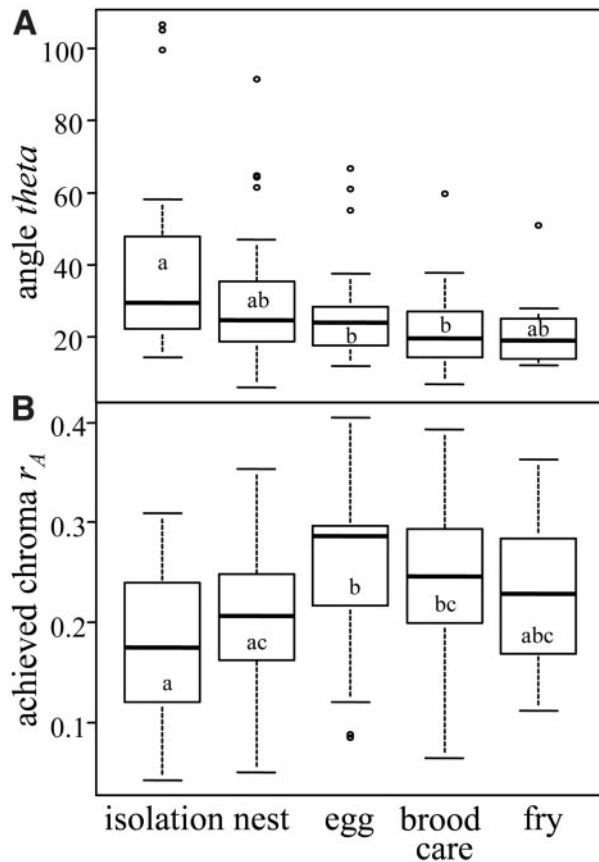 A
100
80
60
40
20
angle theta
a
ab
b
b
ab
B
0.4
0.3
0.2
0.1
achieved chroma r_A
a
ac
b
bc
abc
isolation nest egg brood care fry